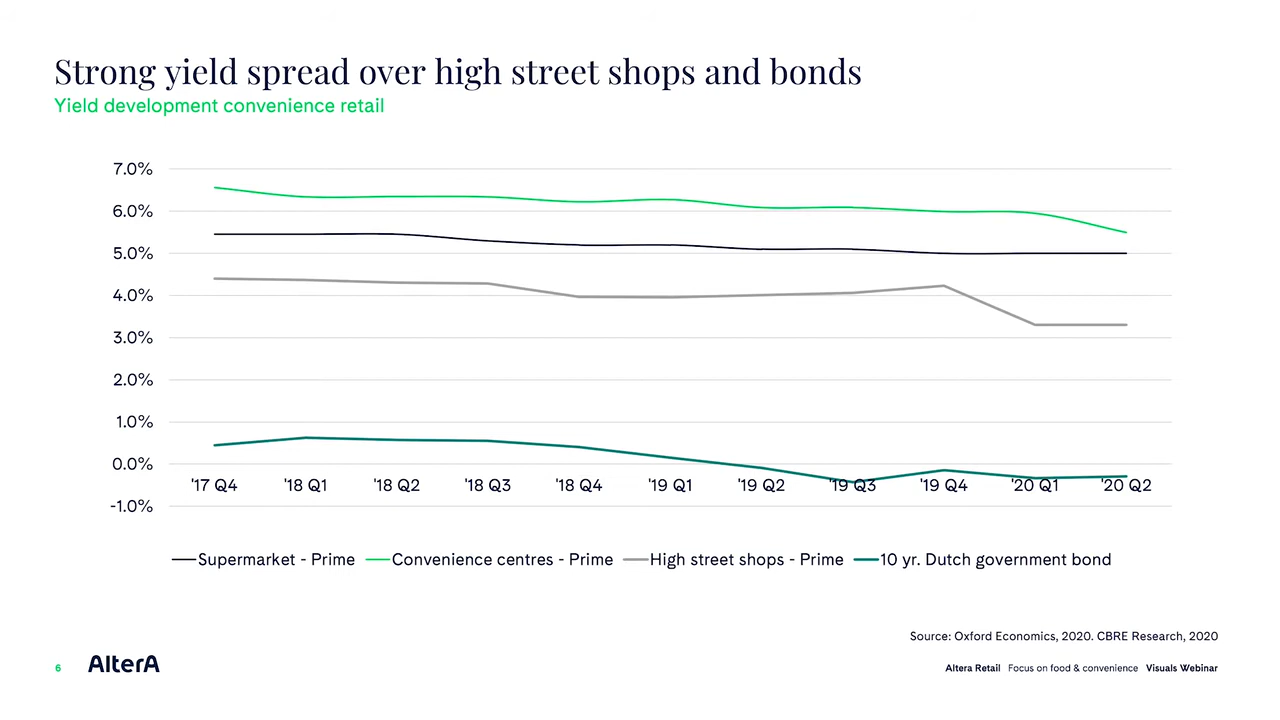 Strong yield spread over high street shops and bonds
Yield development convenience retail
7.0%
6.0%
5.0%
4.0%
3.0%
2.0%
1.0%
0.0%
'17 Q4 '18 Q1 '18 Q2 '18 Q3 '18 Q4 '19 Q1 '19 Q2 '19 Q3 '19 Q4 '20 Q1 '20 Q2
-1.0%
Supermarket - Prime Convenience centres - Prime High street shops - Prime 10 yr. Dutch government bond
Source: Oxford Economics, 2020. CBRE Research, 2020
6 AlterA Altera Retail Focus on food & convenience Visuals Webinar